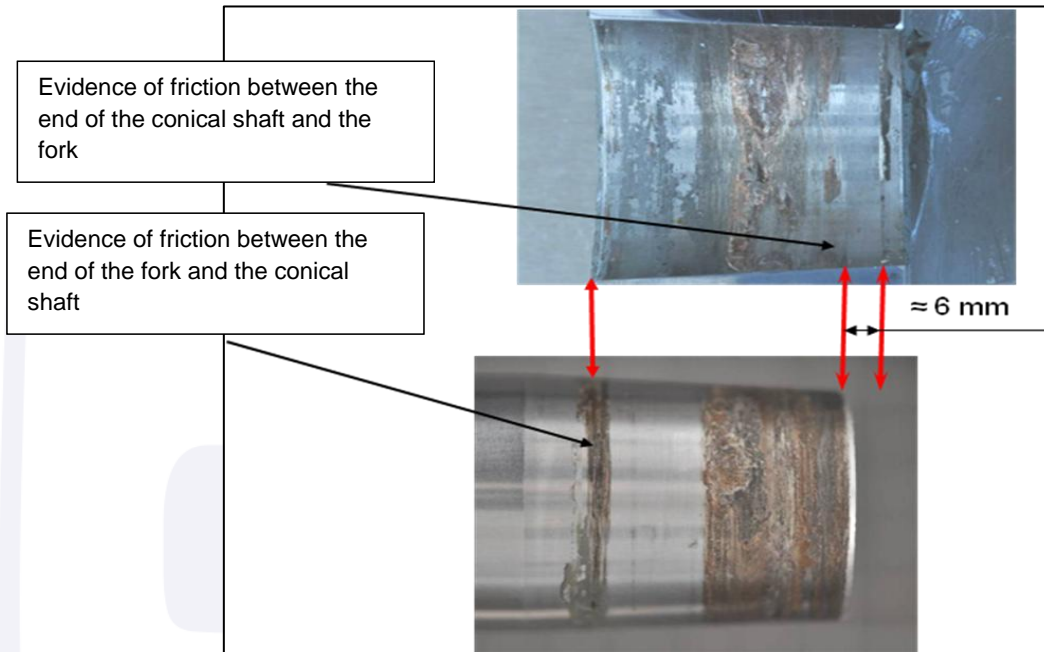 Evidence of friction between the
end of the conical shaft and the
fork
Evidence of friction between the
end of the fork and the conical
shaft
≈ 6 mm